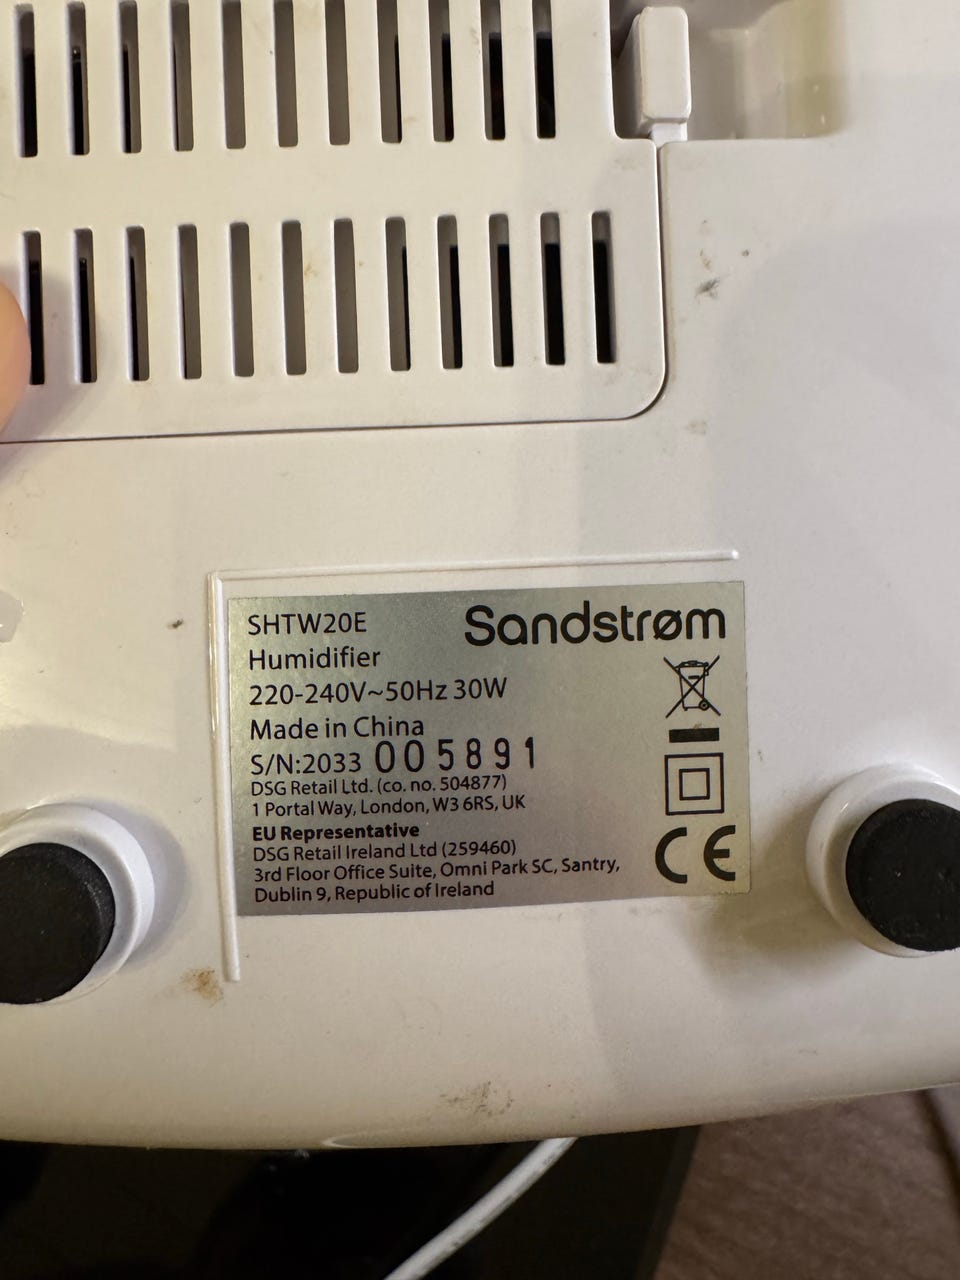 SHTW20E
Sandstrøm
Humidifier
220-240V~50Hz 30W
Made in China
S/N:2033 005891
DSG Retail Ltd. (co. no. 504877)
1 Portal Way, London, W3 6RS, UK
EU Representative
DSG Retail Ireland Ltd (259460)
3rd Floor Office Suite, Omni Park SC, Santry,
Dublin 9, Republic of Ireland
CE